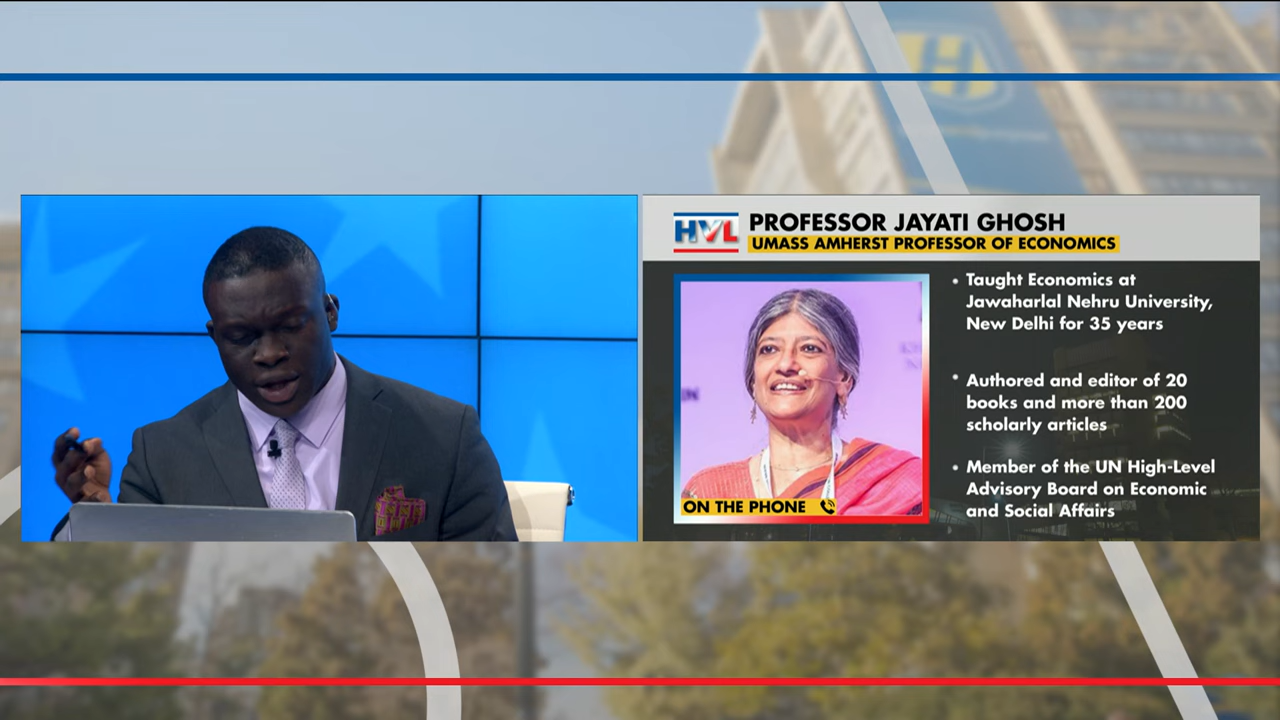 H
HVL
PROFESSOR JAYATI GHOSH
UMASS AMHERST PROFESSOR OF ECONOMICS
• Taught Economics at
Jawaharlal Nehru University,
New Delhi for 35 years
• Authored and editor of 20
books and more than 200
scholarly articles
• Member of the UN High-Level
Advisory Board on Economic
and Social Affairs
ON THE PHONE